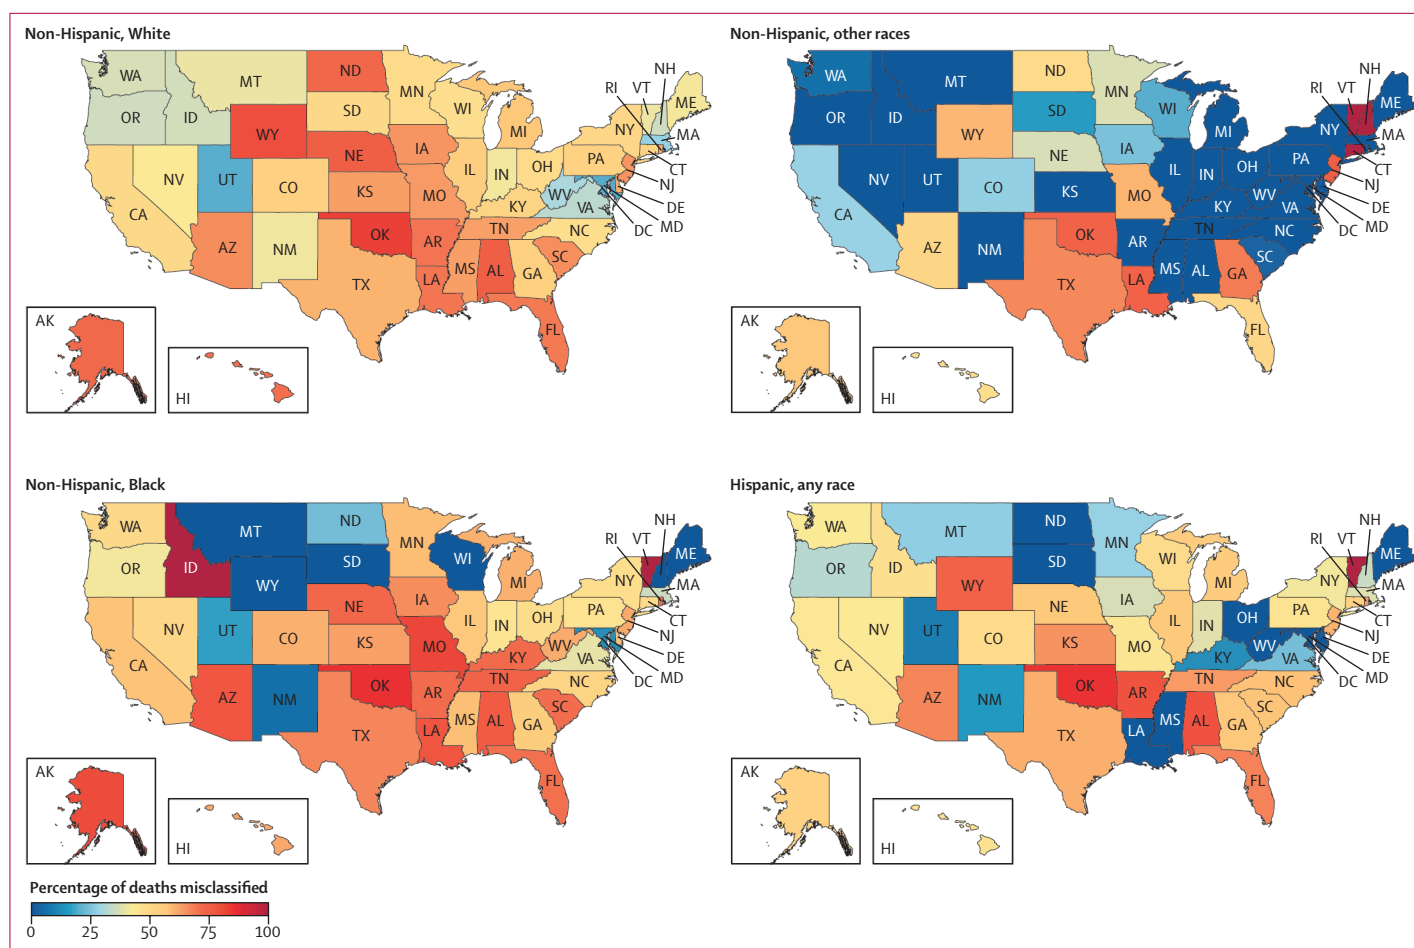 Non-Hispanic, White
WA
OR
ID
MT
ND
SD
WY
NE
MN
WI
MI
IA
IL
IN
OH
PA
NY
VT
NH
ME
MA
RI
CT
NJ
DE
MD
DC
NV
UT
CO
KS
MO
KY
WV
VA
CA
AZ
NM
OK
AR
TN
NC
SC
TX
LA
MS
AL
GA
FL
AK
HI
Non-Hispanic, other races
RI
VT
NH
WA
OR
ID
MT
ND
SD
WY
NE
MN
WI
MI
IA
IL
IN
OH
PA
NY
ME
MA
CT
NJ
DE
MD
DC
NV
UT
CO
KS
MO
KY
WV
VA
CA
AZ
NM
OK
AR
TN
NC
SC
TX
LA
MS
AL
GA
FL
AK
HI
Non-Hispanic, Black
RI
VT
NH
WA
OR
ID
MT
ND
SD
WY
NE
MN
WI
MI
IA
IL
IN
OH
PA
NY
ME
MA
CT
NJ
DE
MD
DC
NV
UT
CO
KS
MO
KY
WV
VA
CA
AZ
NM
OK
AR
TN
NC
SC
TX
LA
MS
AL
GA
FL
AK
HI
Hispanic, any race
RI
VT
NH
WA
OR
ID
MT
ND
SD
WY
NE
MN
WI
MI
IA
IL
IN
OH
PA
NY
ME
MA
CT
NJ
DE
MD
DC
NV
UT
CO
KS
MO
KY
WV
VA
CA
AZ
NM
OK
AR
TN
NC
SC
TX
LA
MS
AL
GA
FL
AK
HI
Percentage of deaths misclassified
0 25 50 75 100